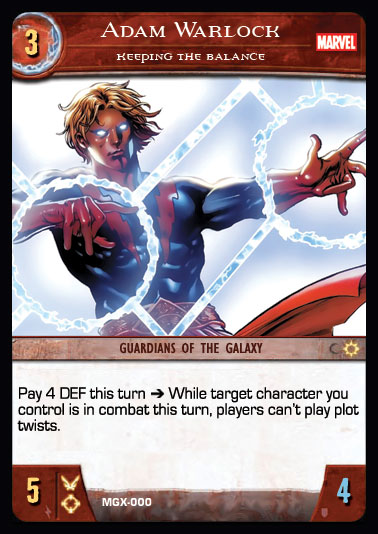 3
Adam Warlock
MARVEL
Keeping the Balance
GUARDIANS OF THE GALAXY
C
Pay 4 DEF this turn ➔ While target character you
control is in combat this turn, players can't play plot
twists.
5
MGX-000
4